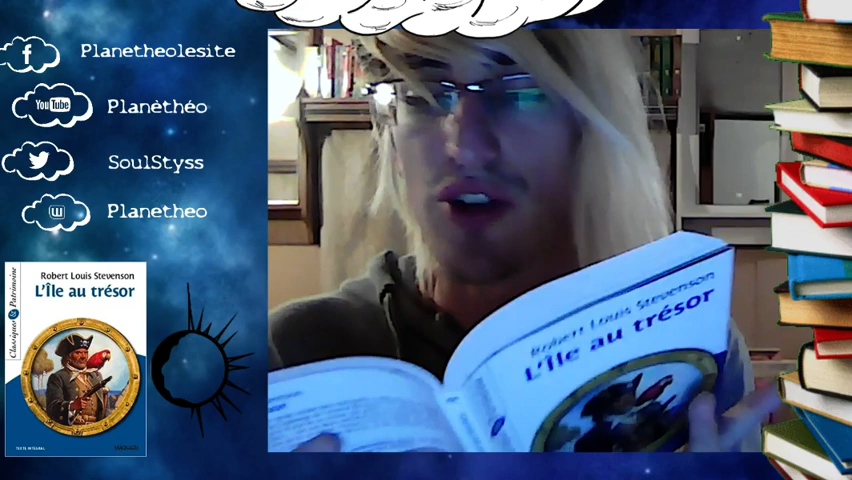 Planetheolesite
You Tube
Planèthéo
SoulStyss
Planetheo
Classiques & Patrimoine
Robert Louis Stevenson
L'Île au trésor
TEXTE INTÉGRAL
Robert Louis Stevenson
L'Île au trésor